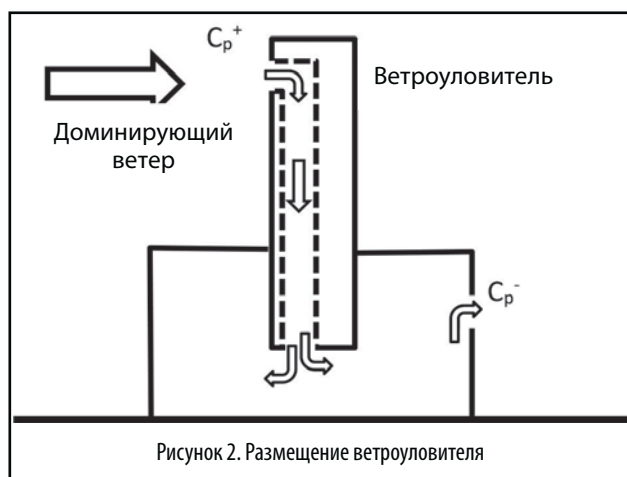 Cp+
Ветроуловитель
Доминирующий
ветер
Cp-
Рисунок 2. Размещение ветроуловителя